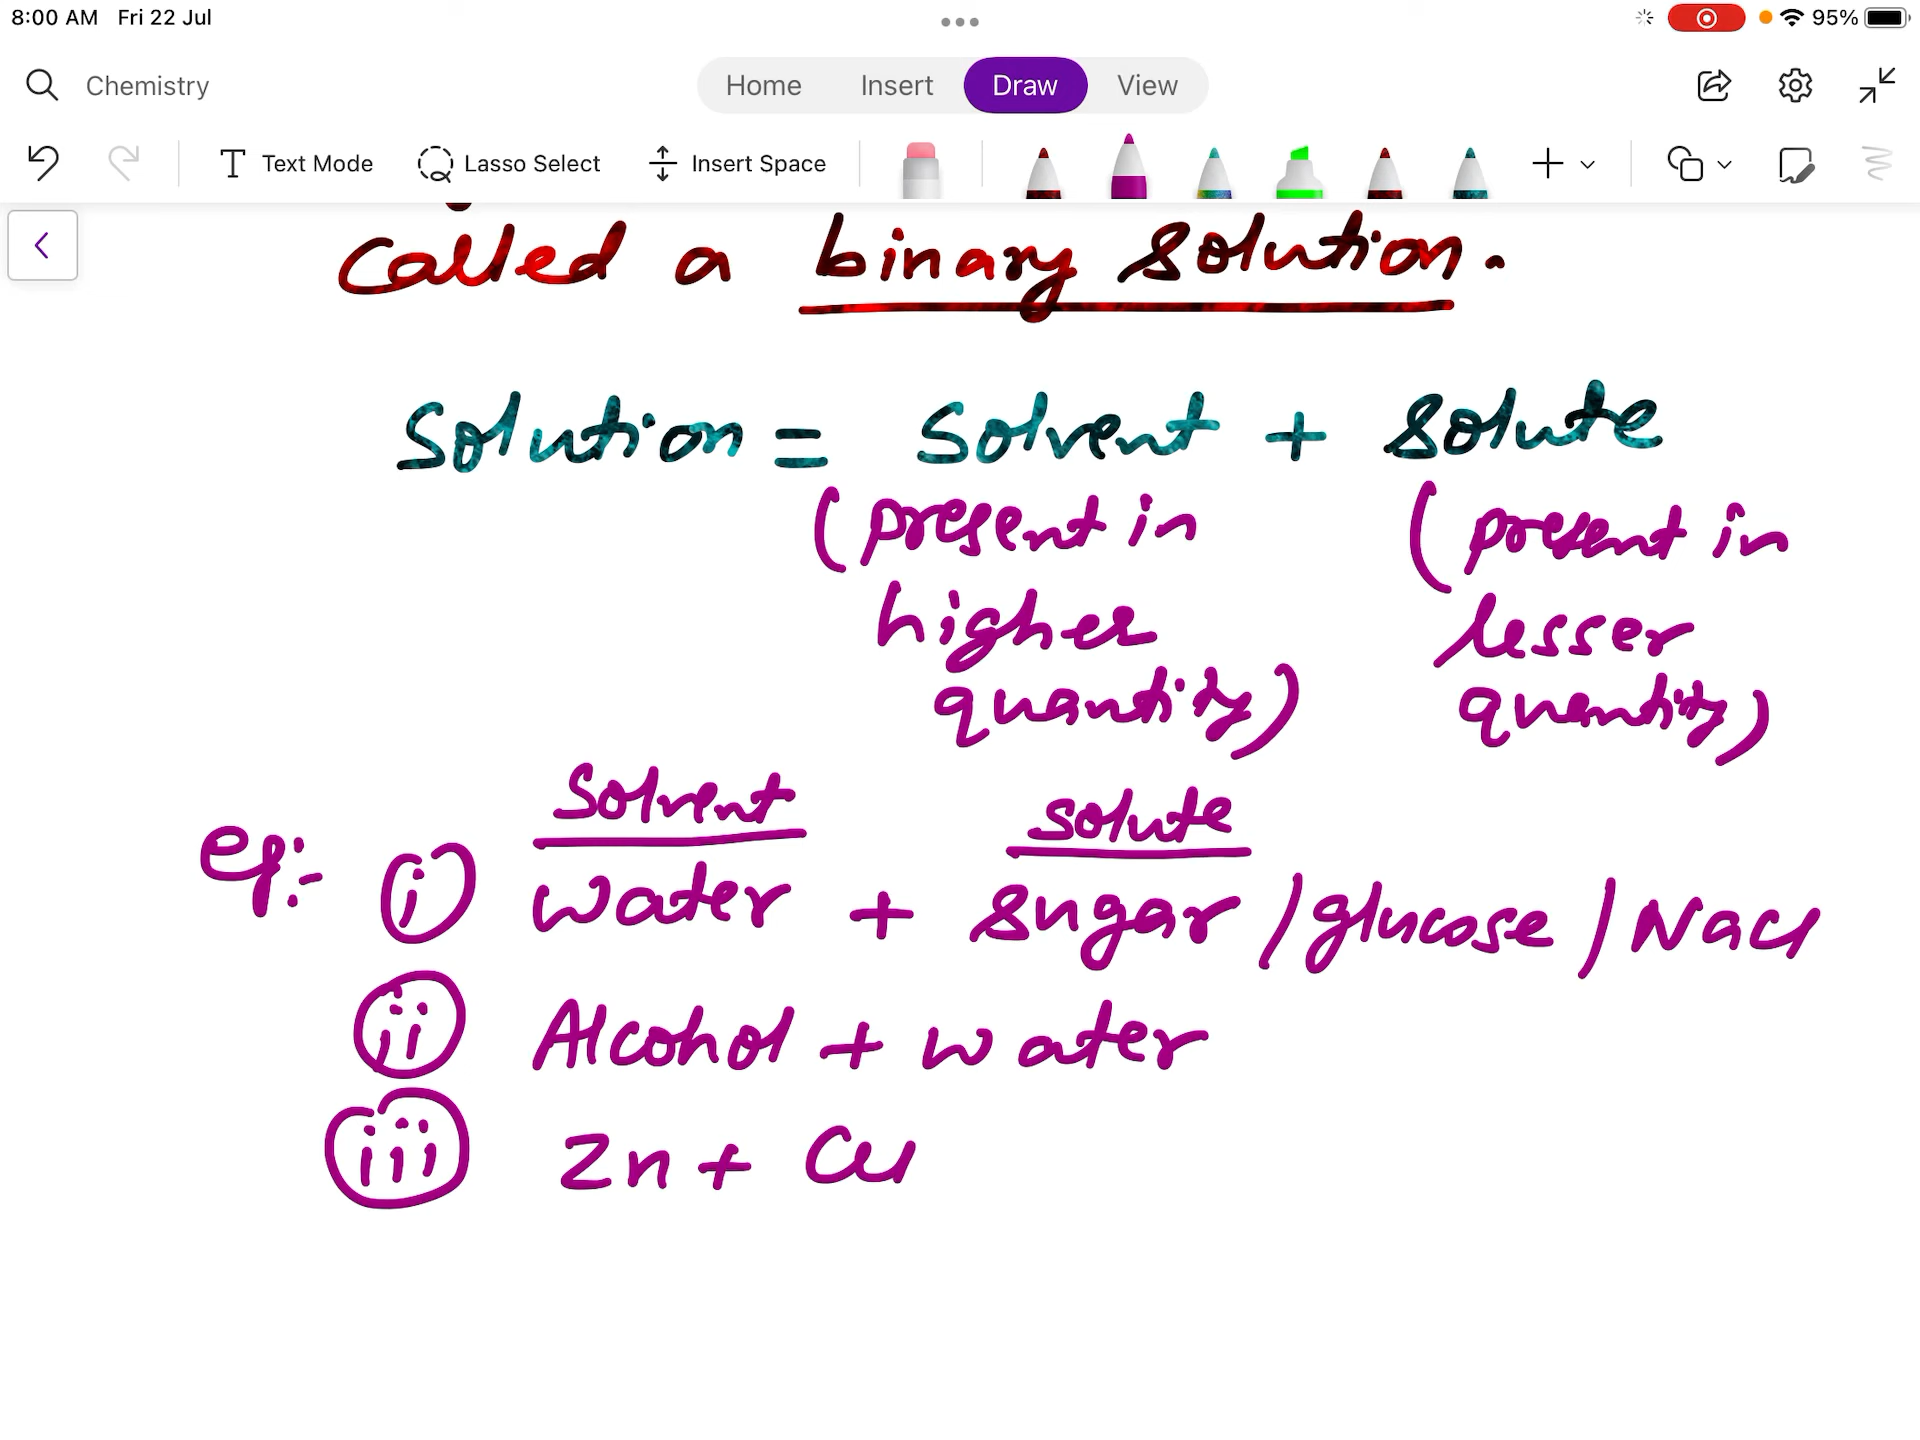 8:00 AM Fri 22 Jul 95%
Chemistry Home Insert Draw View
Text Mode Lasso Select Insert Space
called a binary solution.
Solution = Solvent + Solute
(present in (present in
higher lesser
quantity) quantity)
Solvent solute
eg:- (i) water + sugar / glucose / NaCl
(ii) Alcohol + water
(iii) Zn + Cu